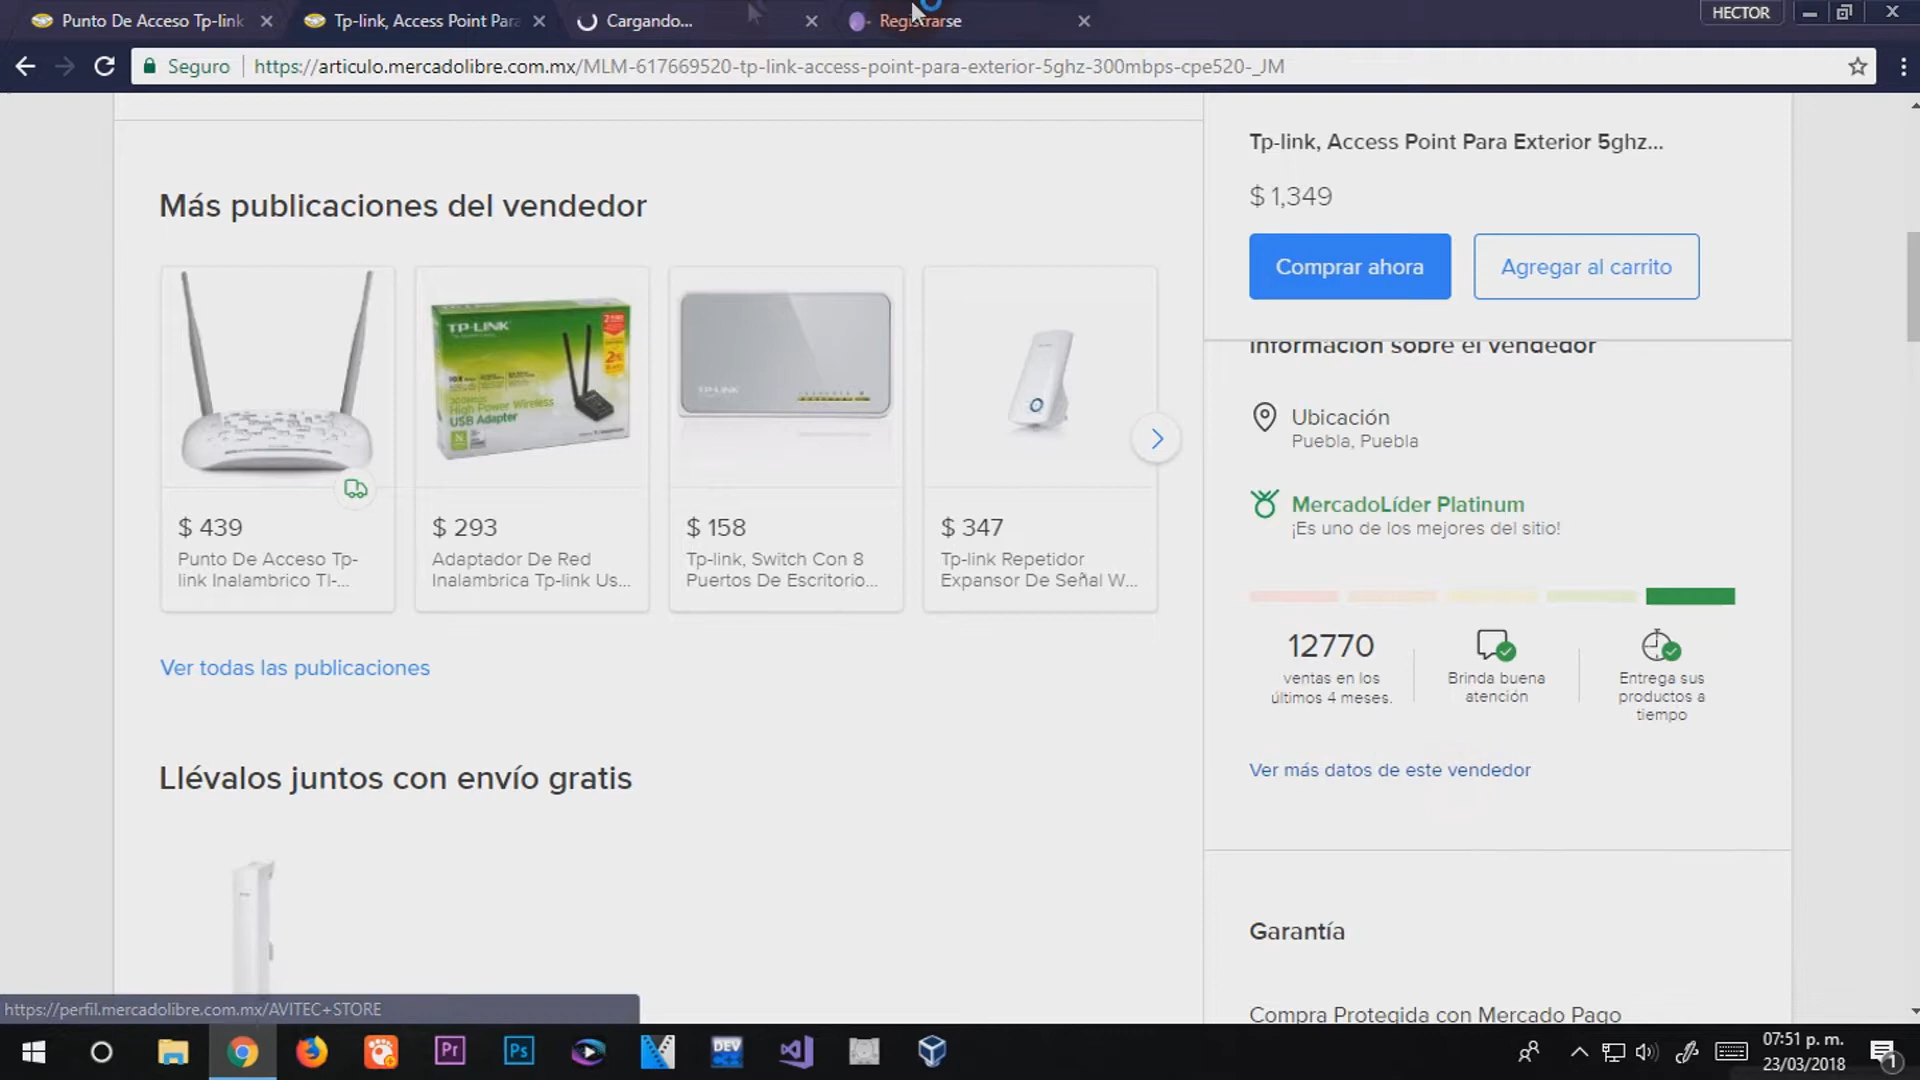 Punto De Acceso Tp-link
Tp-link, Access Point Para
Cargando...
Registrarse
HECTOR
Seguro
https://articulo.mercadolibre.com.mx/MLM-617669520-tp-link-access-point-para-exterior-5ghz-300mbps-cpe520-_JM
Más publicaciones del vendedor
TP-LINK
300Mbps
High Power Wireless
USB Adapter
N
TP-LINK
$ 439
Punto De Acceso Tp-
link Inalambrico Tl-...
$ 293
Adaptador De Red
Inalambrica Tp-link Us...
$ 158
Tp-link, Switch Con 8
Puertos De Escritorio...
$ 347
Tp-link Repetidor
Expansor De Señal W...
Ver todas las publicaciones
Llévalos juntos con envío gratis
Tp-link, Access Point Para Exterior 5ghz...
$ 1,349
Comprar ahora
Agregar al carrito
Información sobre el vendedor
Ubicación
Puebla, Puebla
MercadoLíder Platinum
¡Es uno de los mejores del sitio!
12770
ventas en los
últimos 4 meses.
Brinda buena
atención
Entrega sus
productos a
tiempo
Ver más datos de este vendedor
Garantía
Compra Protegida con Mercado Pago
https://perfil.mercadolibre.com.mx/AVITEC+STORE
Pr
Ps
DEV
07:51 p. m.
23/03/2018
1